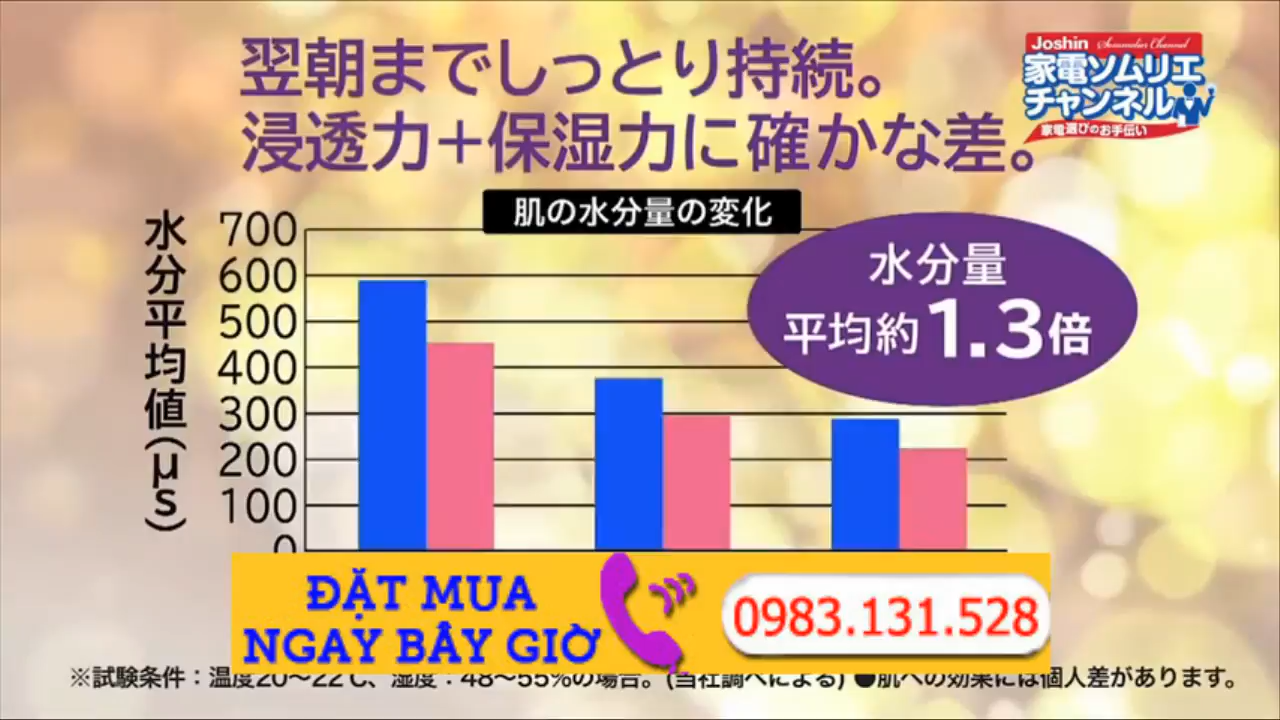 翌朝までしっとり持続。
浸透力+保湿力に確かな差。
Joshin Sommelier Channel
家電ソムリエ
チャンネル
家電選びのお手伝い
肌の水分量の変化
水分平均値(μs)
700
600
500
400
300
200
100
0
水分量
平均約1.3倍
ĐẶT MUA
NGAY BÂY GIỜ
0983.131.528
※試験条件：温度20～22℃、湿度：48～55%の場合。(当社調べによる) ●肌への効果には個人差があります。